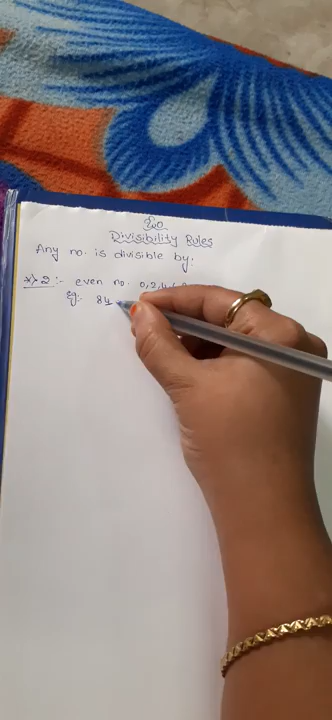 Divisibility Rules
Any no. is divisible by:
2 :- even no. 0,2,4,
Eg:- 84